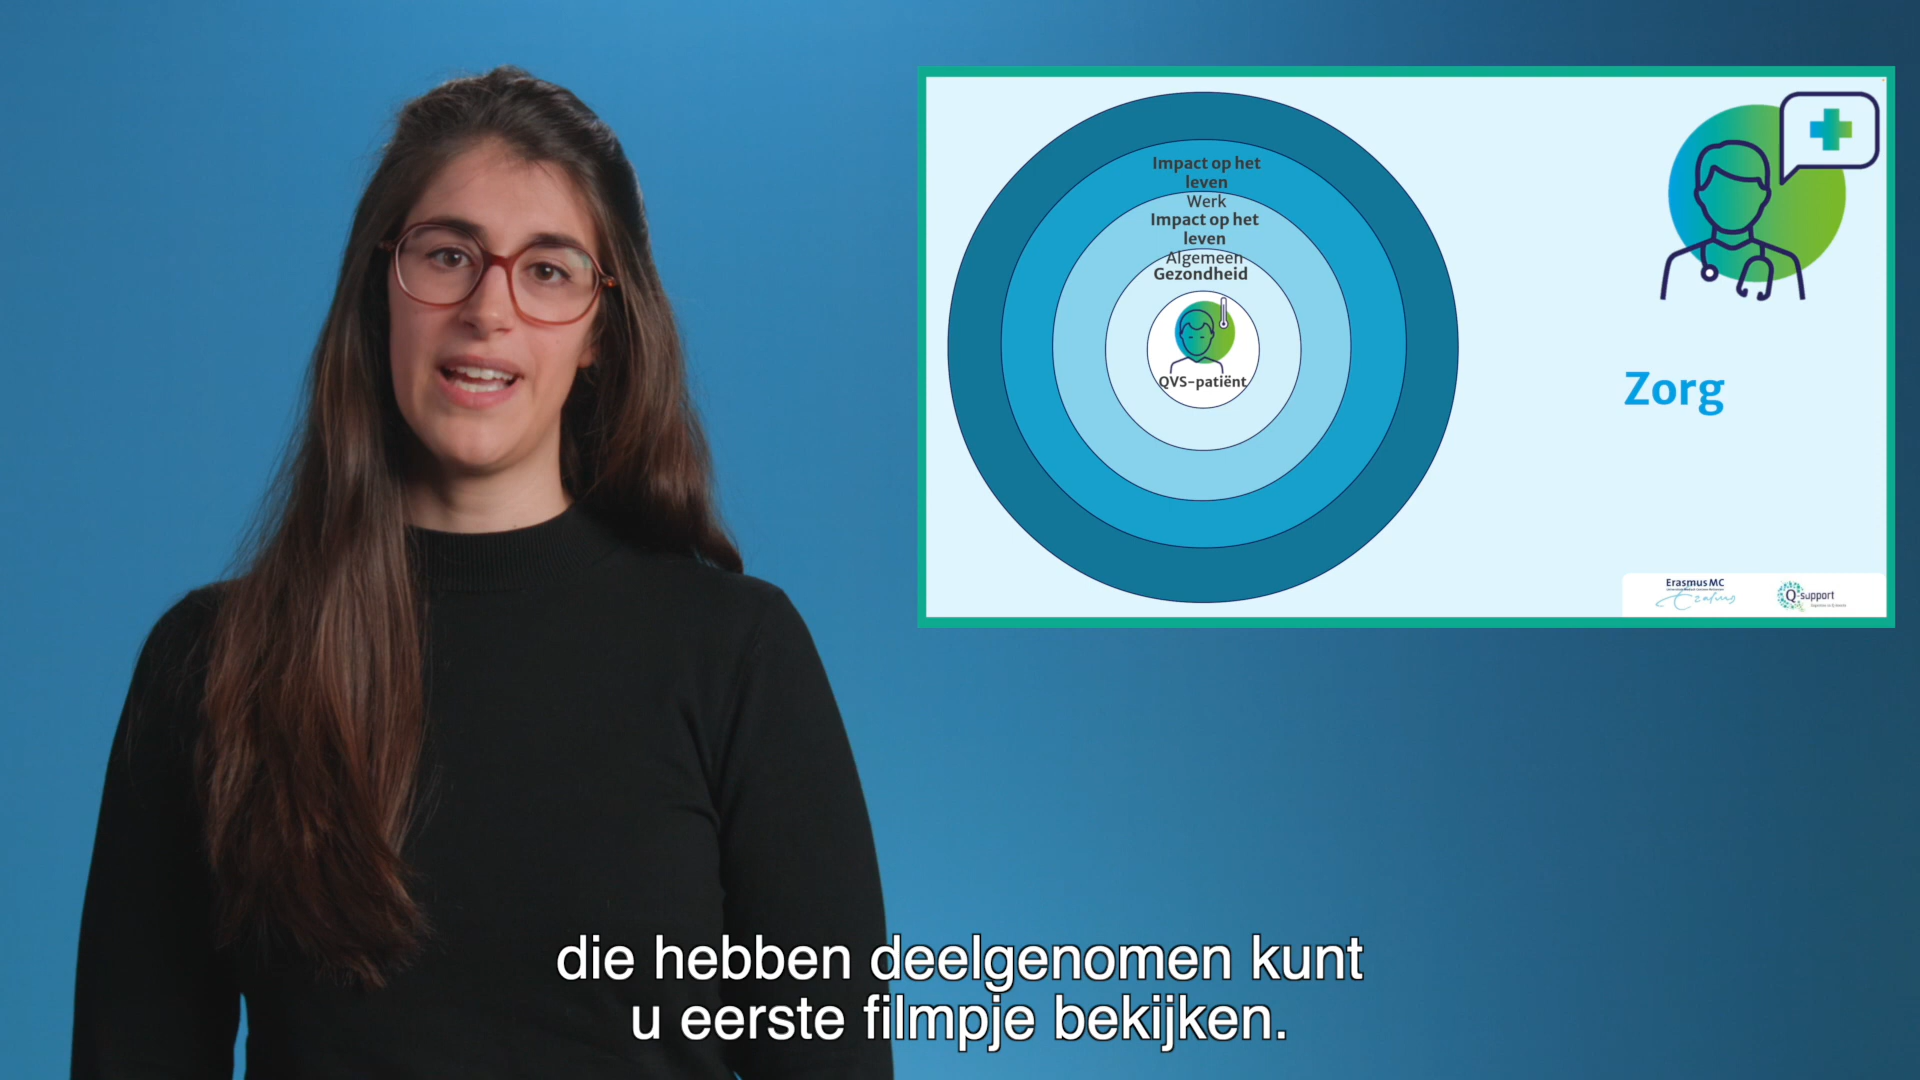 Impact op het
leven
Werk
Impact op het
leven
Algemeen
Gezondheid
QVS-patiënt
Zorg
Erasmus MC
Q-support
die hebben deelgenomen kunt
u eerste filmpje bekijken.